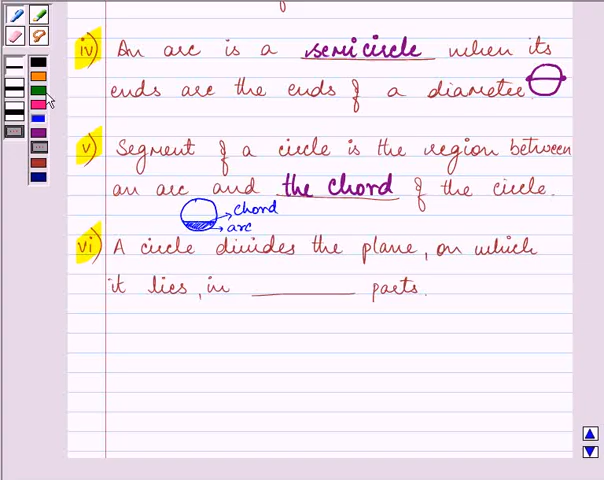 iv) An arc is a semicircle when its
ends are the ends of a diameter
v) Segment of a circle is the region between
an arc and the chord of the circle.
chord
arc
vi) A circle divides the plane, on which
it lies, in ________ parts.